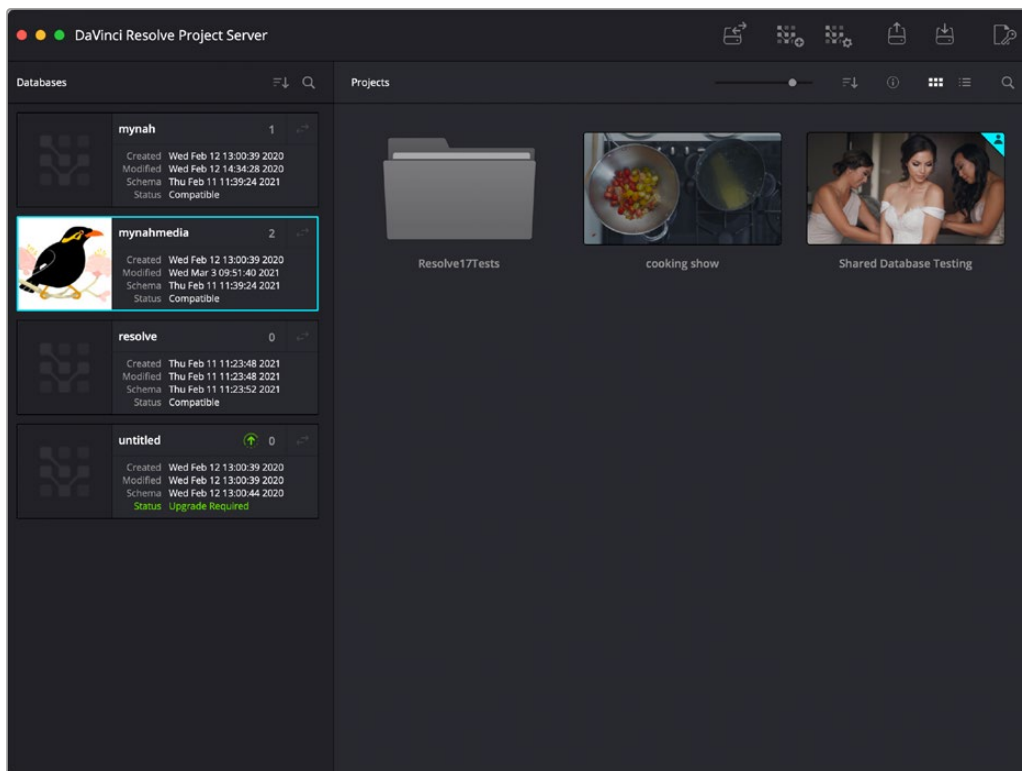 DaVinci Resolve Project Server
Databases
Projects
mynah 1
Created Wed Feb 12 13:00:39 2020
Modified Wed Feb 12 14:34:28 2020
Schema Thu Feb 11 11:39:24 2021
Status Compatible
mynahmedia 2
Created Wed Feb 12 13:00:39 2020
Modified Wed Mar 3 09:51:40 2021
Schema Thu Feb 11 11:39:24 2021
Status Compatible
resolve 0
Created Thu Feb 11 11:23:48 2021
Modified Thu Feb 11 11:23:48 2021
Schema Thu Feb 11 11:23:52 2021
Status Compatible
untitled 0
Created Wed Feb 12 13:00:39 2020
Modified Wed Feb 12 13:00:39 2020
Schema Wed Feb 12 13:00:44 2020
Status Upgrade Required
Resolve17Tests
cooking show
Shared Database Testing